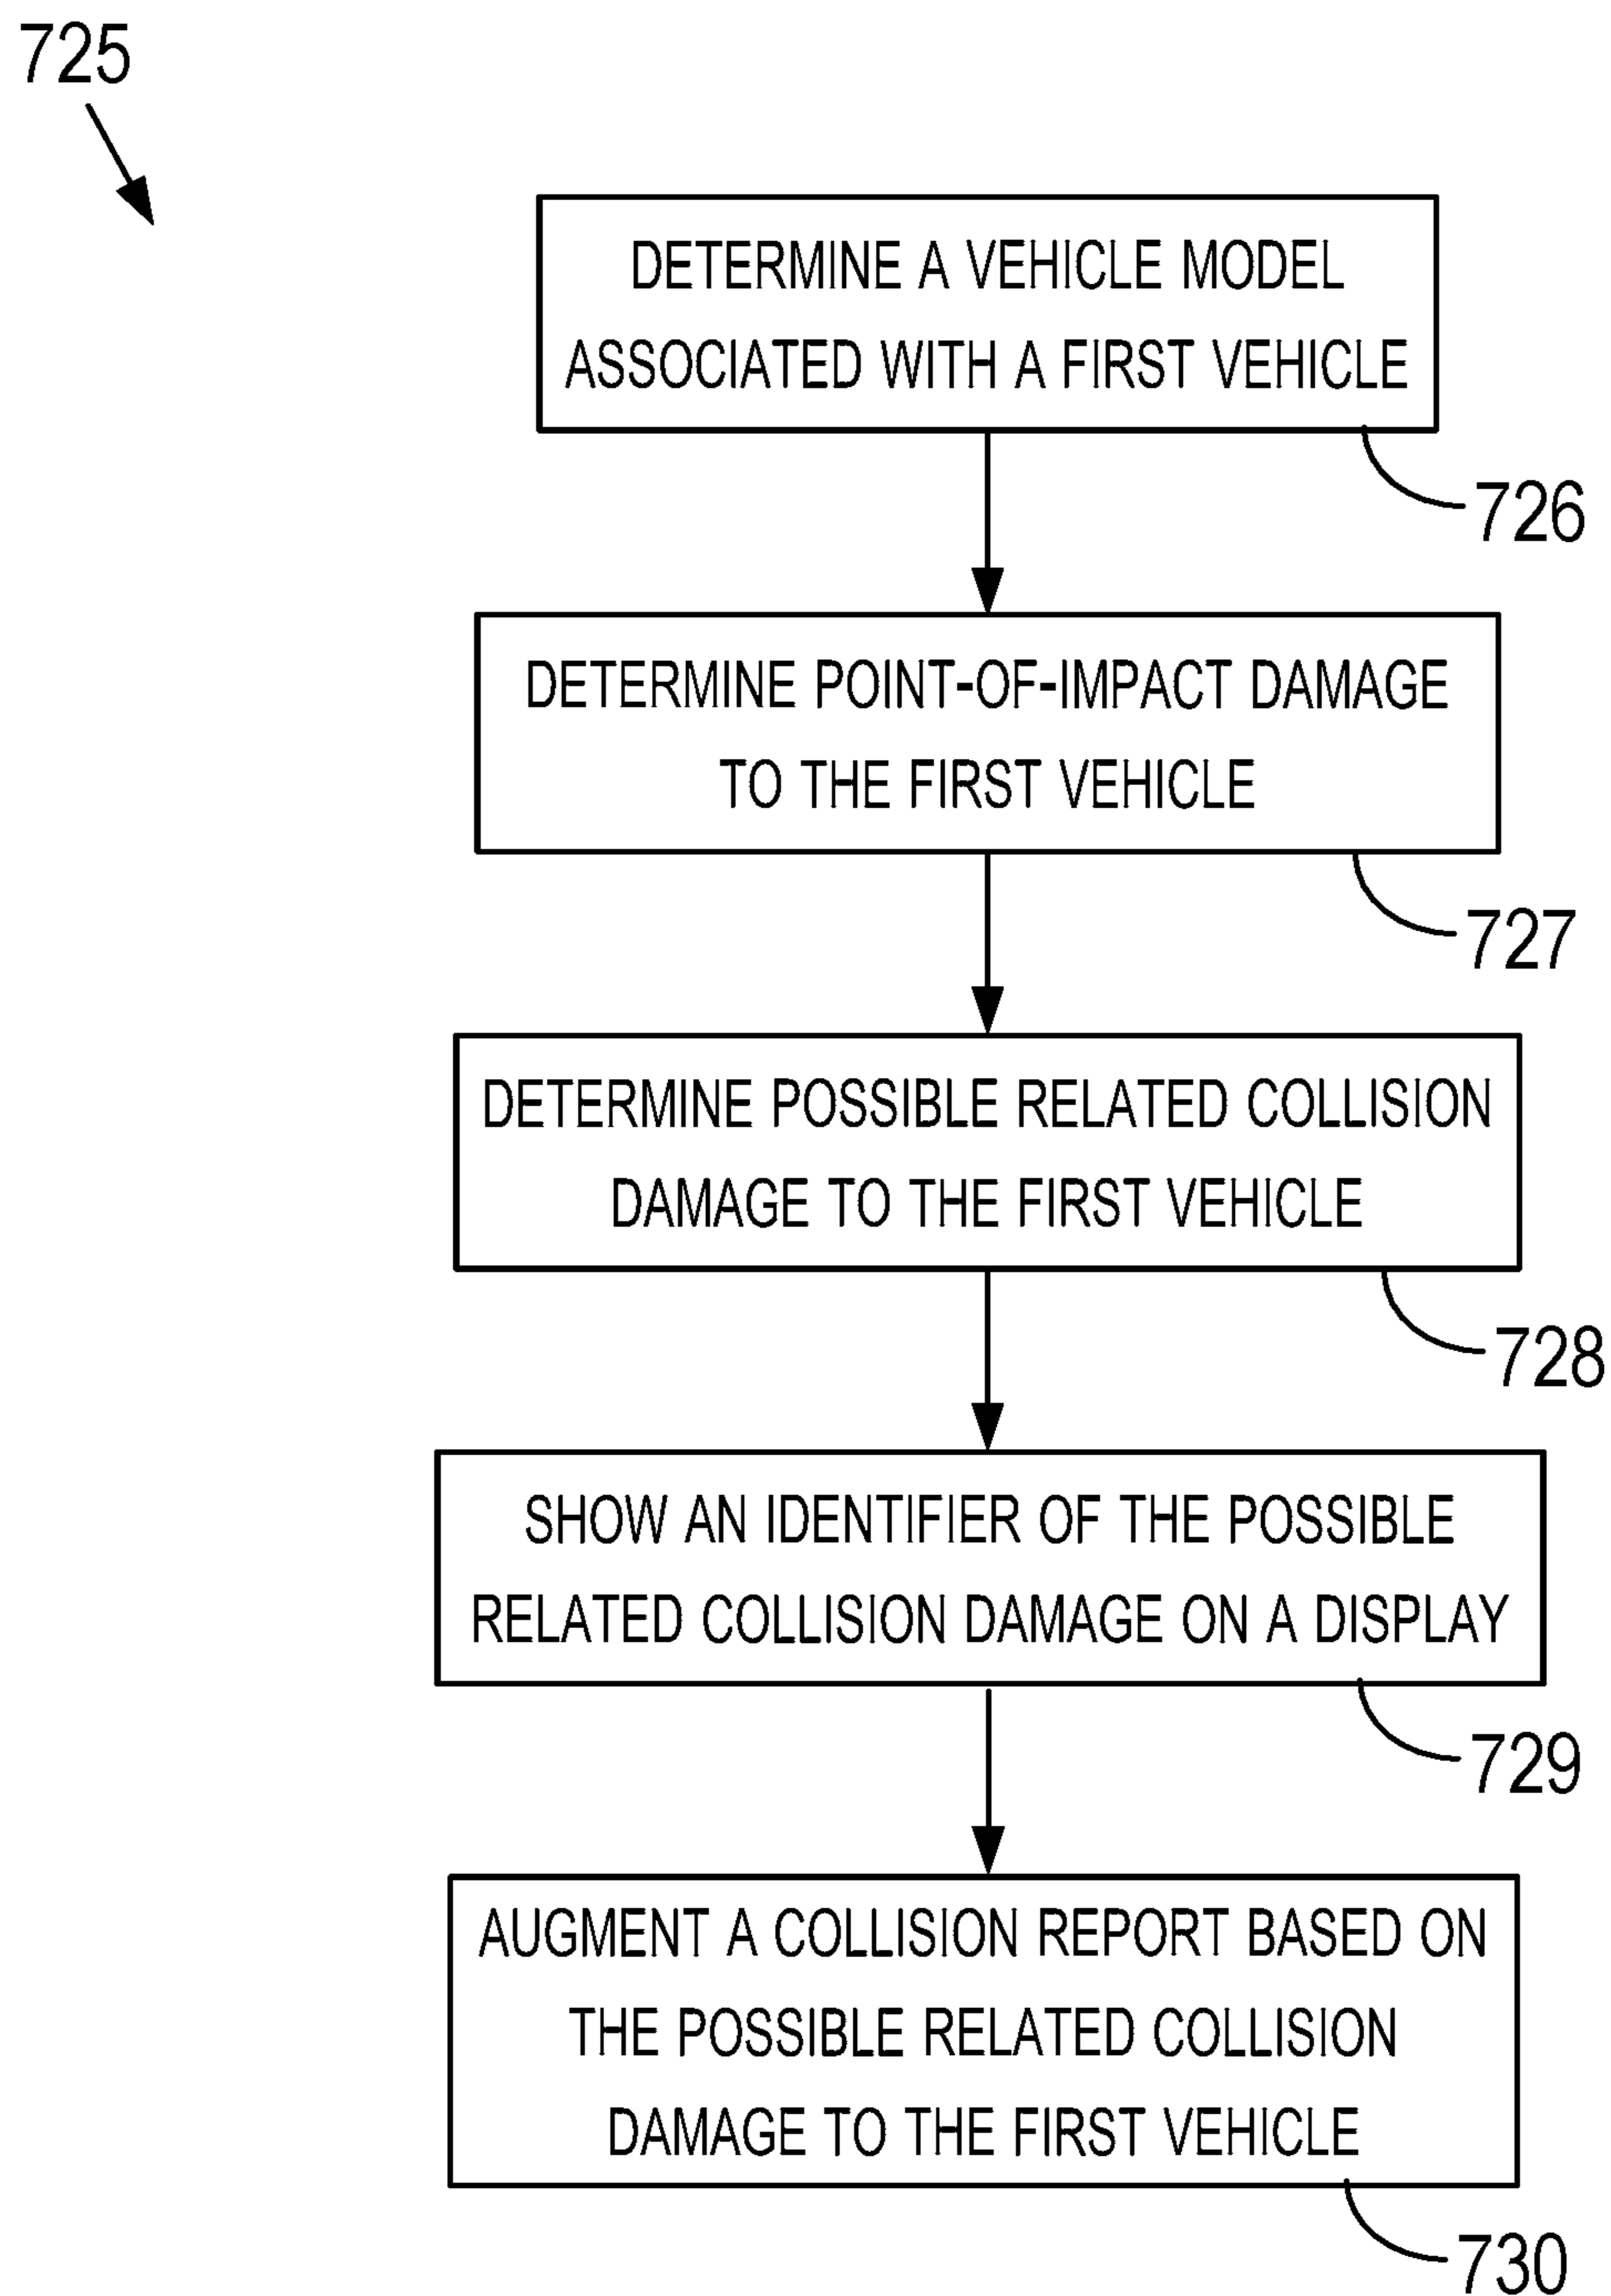 725
DETERMINE A VEHICLE MODEL
ASSOCIATED WITH A FIRST VEHICLE
726
DETERMINE POINT-OF-IMPACT DAMAGE
TO THE FIRST VEHICLE
727
DETERMINE POSSIBLE RELATED COLLISION
DAMAGE TO THE FIRST VEHICLE
728
SHOW AN IDENTIFIER OF THE POSSIBLE
RELATED COLLISION DAMAGE ON A DISPLAY
729
AUGMENT A COLLISION REPORT BASED ON
THE POSSIBLE RELATED COLLISION
DAMAGE TO THE FIRST VEHICLE
730